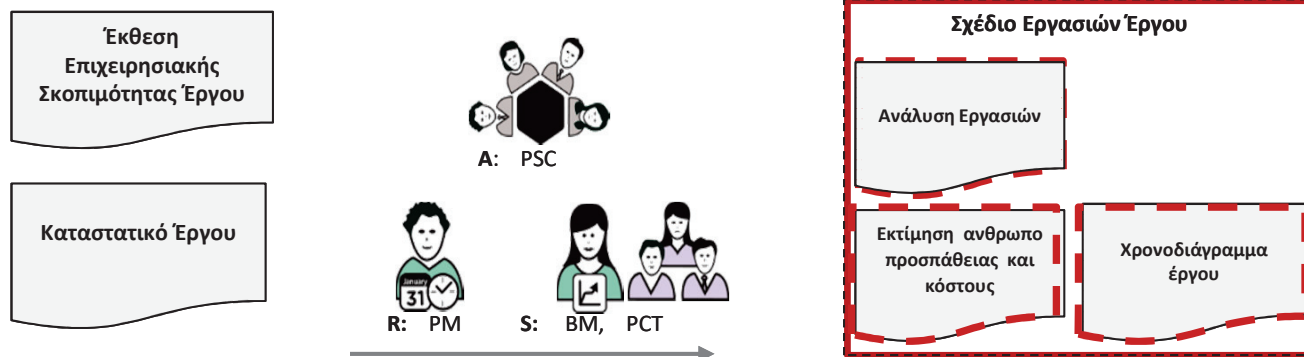 Έκθεση
Επιχειρησιακής
Σκοπιμότητας Έργου
Καταστατικό Έργου
A: PSC
January
31
R: PM
S: BM, PCT
Σχέδιο Εργασιών Έργου
Ανάλυση Εργασιών
Εκτίμηση ανθρωπο
προσπάθειας και
κόστους
Χρονοδιάγραμμα
έργου